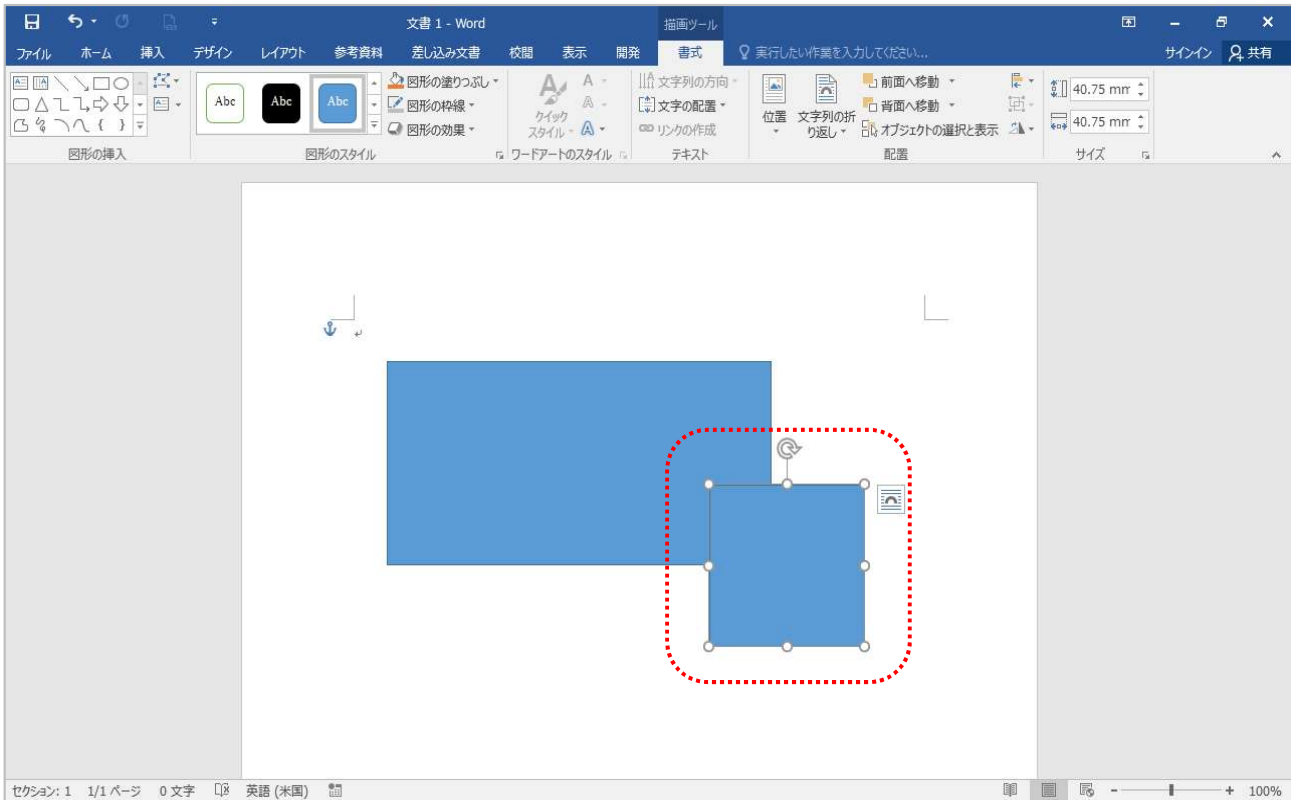 文書 1 - Word
描画ツール
ファイル ホーム 挿入 デザイン レイアウト 参考資料 差し込み文書 校閲 表示 開発 書式 実行したい作業を入力してください... サインイン 共有
Abc Abc Abc
図形の塗りつぶし
図形の枠線
図形の効果
クイック
スタイル
文字列の方向
文字の配置
リンクの作成
位置
文字列の折
り返し
前面へ移動
背面へ移動
オブジェクトの選択と表示
40.75 mm
40.75 mm
図形の挿入 図形のスタイル ワードアートのスタイル テキスト 配置 サイズ
セクション: 1 1/1 ページ 0 文字 英語 (米国) 100%